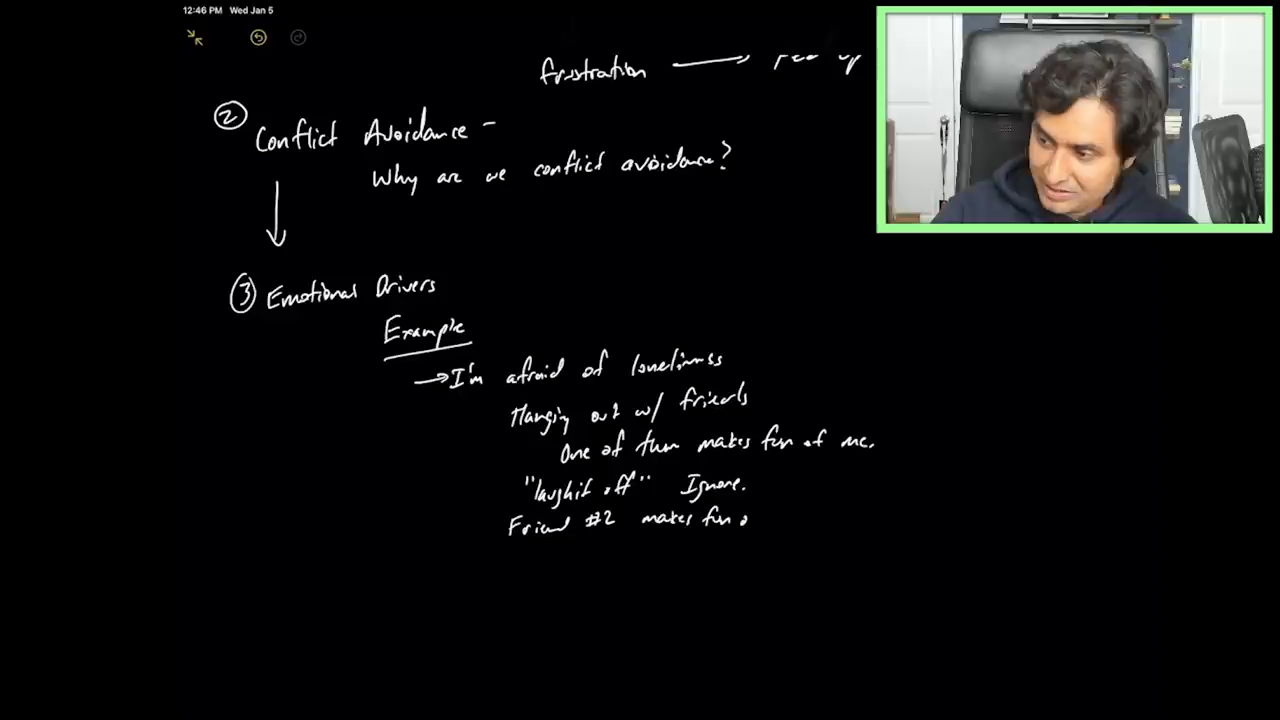 12:46 PM Wed Jan 5
frustration →
② Conflict Avoidance -
Why are we conflict avoidance?
③ Emotional Drivers
Example
→ I'm afraid of loneliness
Hanging out w/ friends
One of them makes fun of me.
"laugh it off" Ignore.
Friend #2 makes fun o